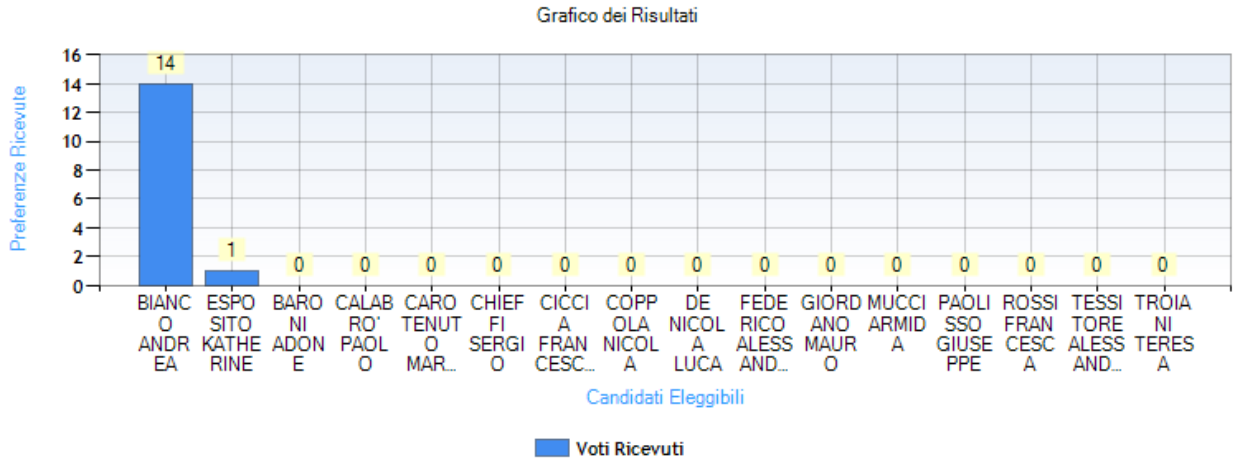 Grafico dei Risultati
Preferenze Ricevute
16
14
12
10
8
6
4
2
0
14
1
0
0
0
0
0
0
0
0
0
0
0
0
0
0
BIANC
O
ANDR
EA
ESPO
SITO
KATHE
RINE
BARO
NI
ADON
E
CALAB
RO'
PAOL
O
CARO
TENUT
O
MAR...
CHIEF
FI
SERGI
O
CICCI
A
FRAN
CESC...
COPP
OLA
NICOL
A
DE
NICOL
A
LUCA
FEDE
RICO
ALESS
AND...
GIORD
ANO
MAUR
O
MUCCI
ARMID
A
PAOLI
SSO
GIUSE
PPE
ROSSI
FRAN
CESC
A
TESSI
TORE
ALESS
AND...
TROIA
NI
TERES
A
Candidati Eleggibili
Voti Ricevuti